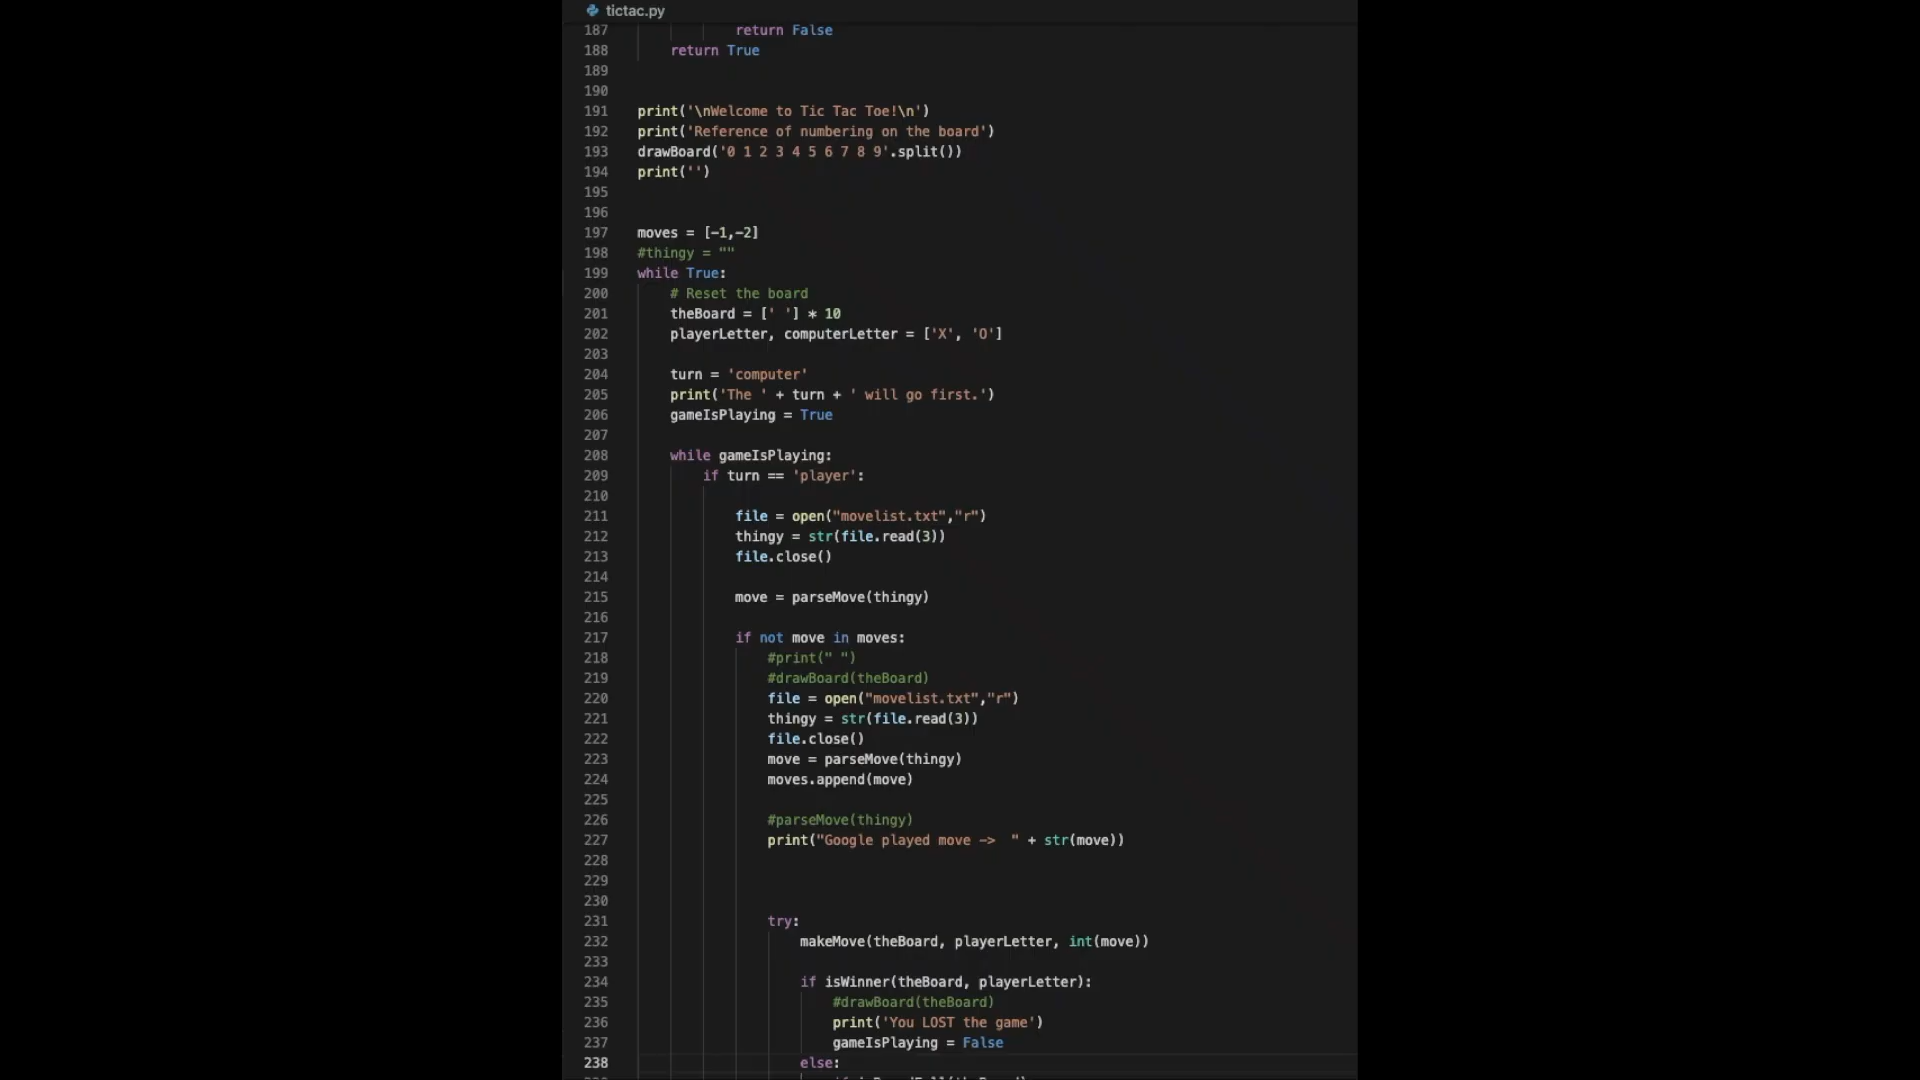 tictac.py
187 return False
188 return True
189
190
191 print('\nWelcome to Tic Tac Toe!\n')
192 print('Reference of numbering on the board')
193 drawBoard('0 1 2 3 4 5 6 7 8 9'.split())
194 print('')
195
196
197 moves = [-1,-2]
198 #thingy = ""
199 while True:
200 # Reset the board
201 theBoard = [' '] * 10
202 playerLetter, computerLetter = ['X', 'O']
203
204 turn = 'computer'
205 print('The ' + turn + ' will go first.')
206 gameIsPlaying = True
207
208 while gameIsPlaying:
209 if turn == 'player':
210
211 file = open("movelist.txt","r")
212 thingy = str(file.read(3))
213 file.close()
214
215 move = parseMove(thingy)
216
217 if not move in moves:
218 #print(" ")
219 #drawBoard(theBoard)
220 file = open("movelist.txt","r")
221 thingy = str(file.read(3))
222 file.close()
223 move = parseMove(thingy)
224 moves.append(move)
225
226 #parseMove(thingy)
227 print("Google played move ->  " + str(move))
228
229
230
231 try:
232 makeMove(theBoard, playerLetter, int(move))
233
234 if isWinner(theBoard, playerLetter):
235 #drawBoard(theBoard)
236 print('You LOST the game')
237 gameIsPlaying = False
238 else: